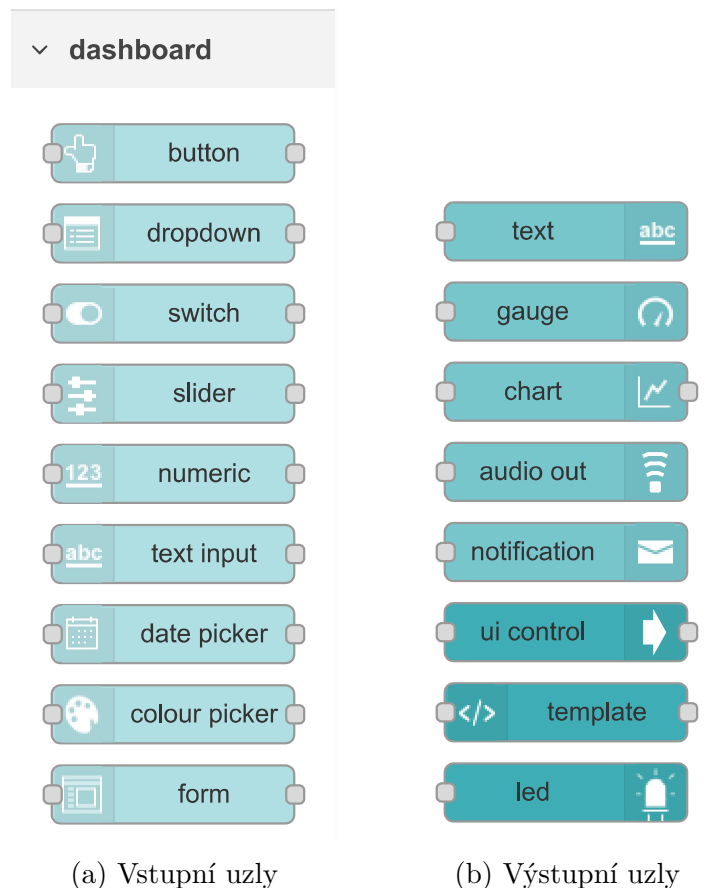 dashboard
button
dropdown
switch
slider
123 numeric
abc text input
date picker
colour picker
form
(a) Vstupní uzly
text abc
gauge
chart
audio out
notification
ui control
</> template
led
(b) Výstupní uzly